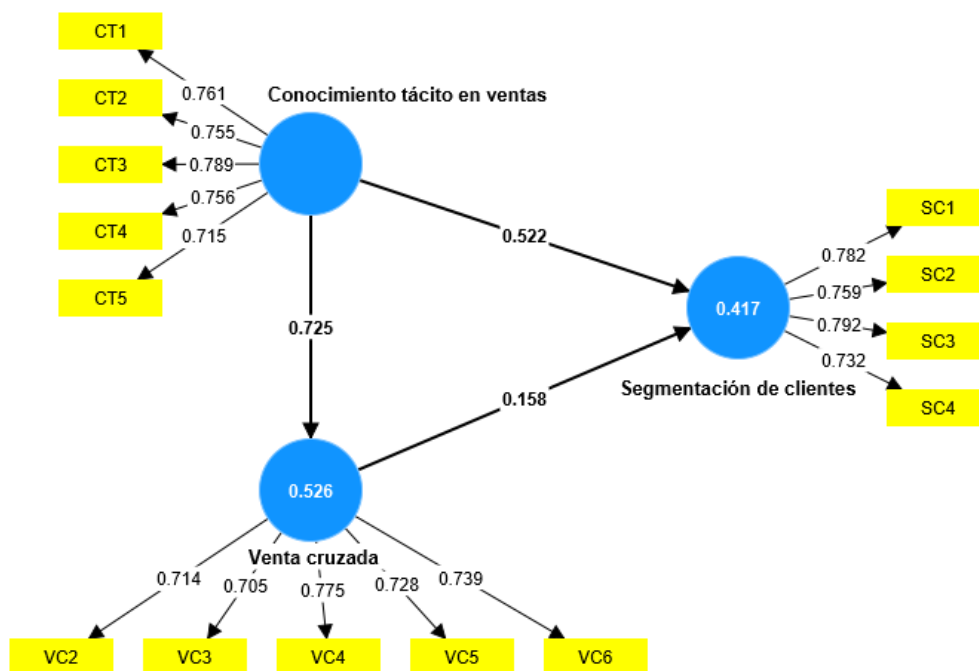 CT1
CT2
CT3
CT4
CT5
0.761
0.755
0.789
0.756
0.715
Conocimiento tácito en ventas
0.522
0.725
0.158
SC1
SC2
SC3
SC4
0.782
0.759
0.792
0.732
0.417
Segmentación de clientes
0.526
Venta cruzada
0.714
0.705
0.775
0.728
0.739
VC2
VC3
VC4
VC5
VC6